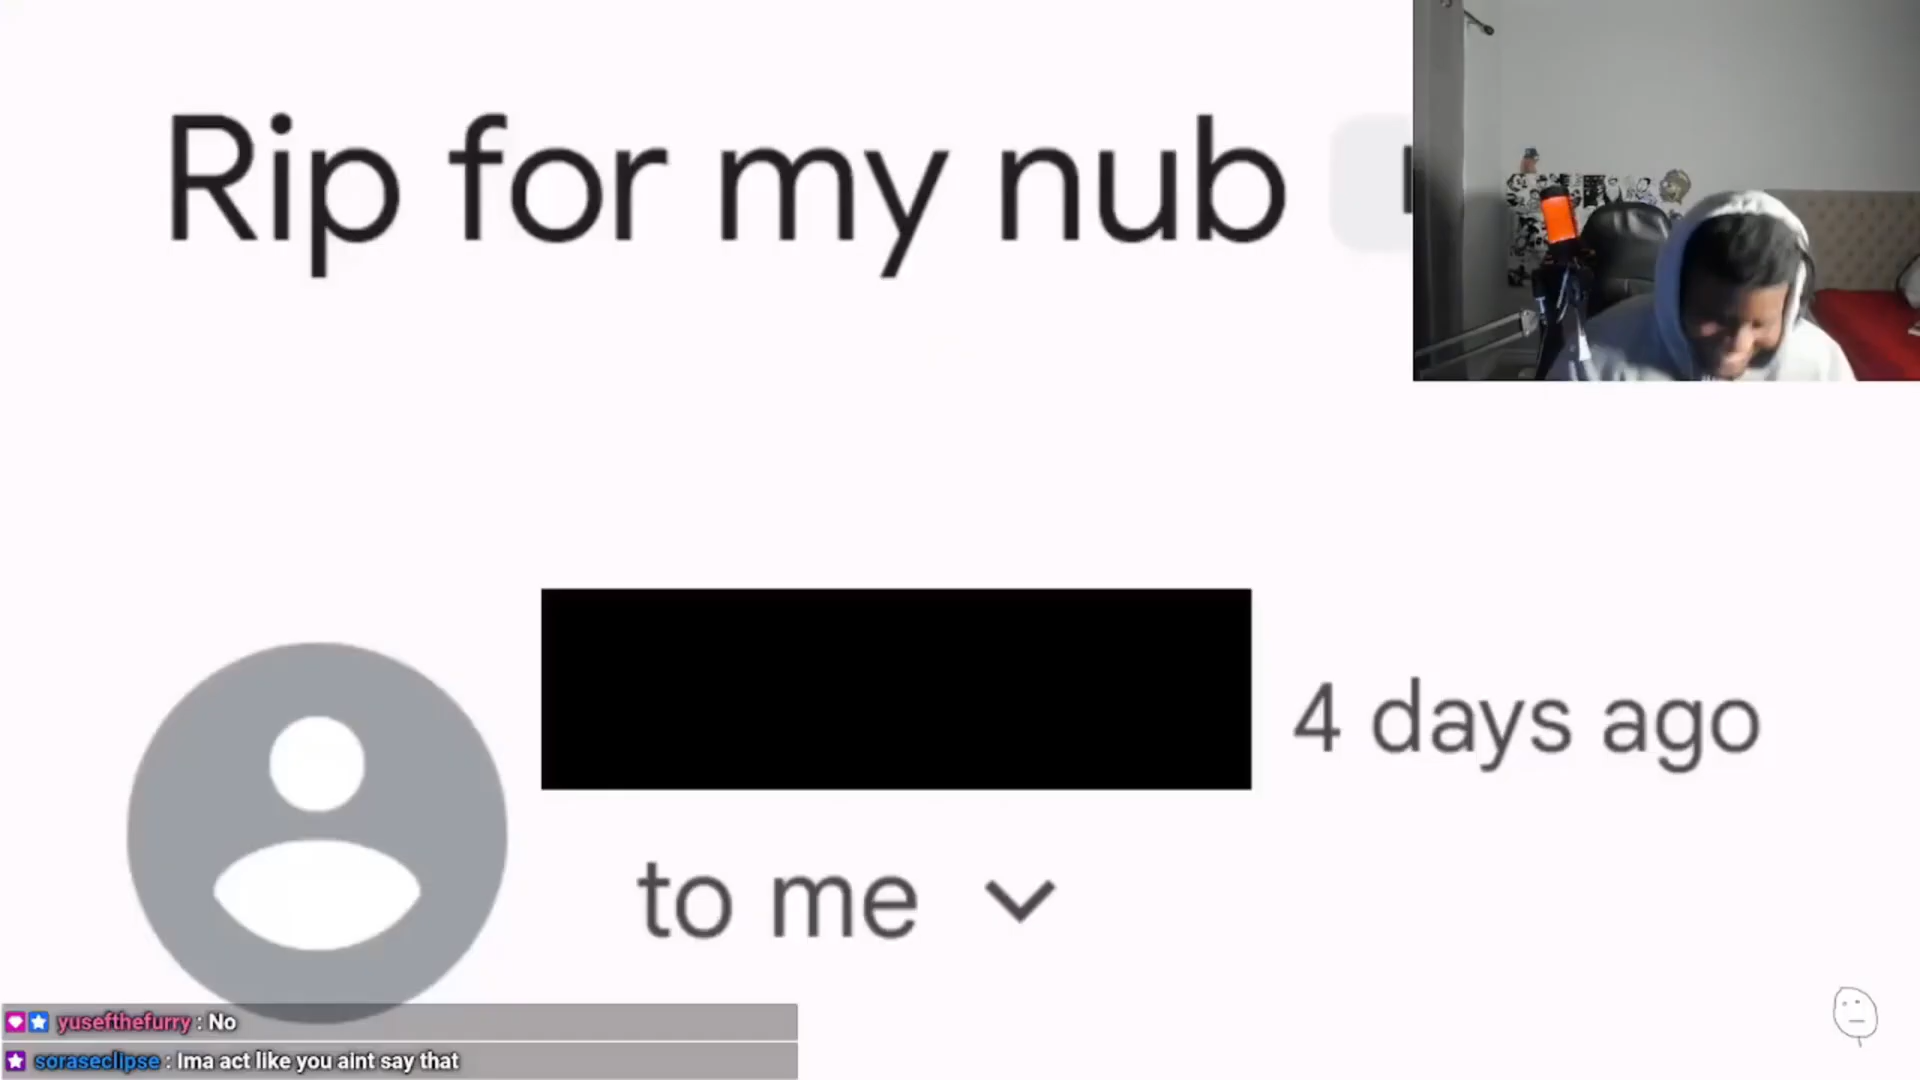 Rip for my nub
4 days ago
to me
yusefthefurry : No
soraseclipse : Ima act like you aint say that